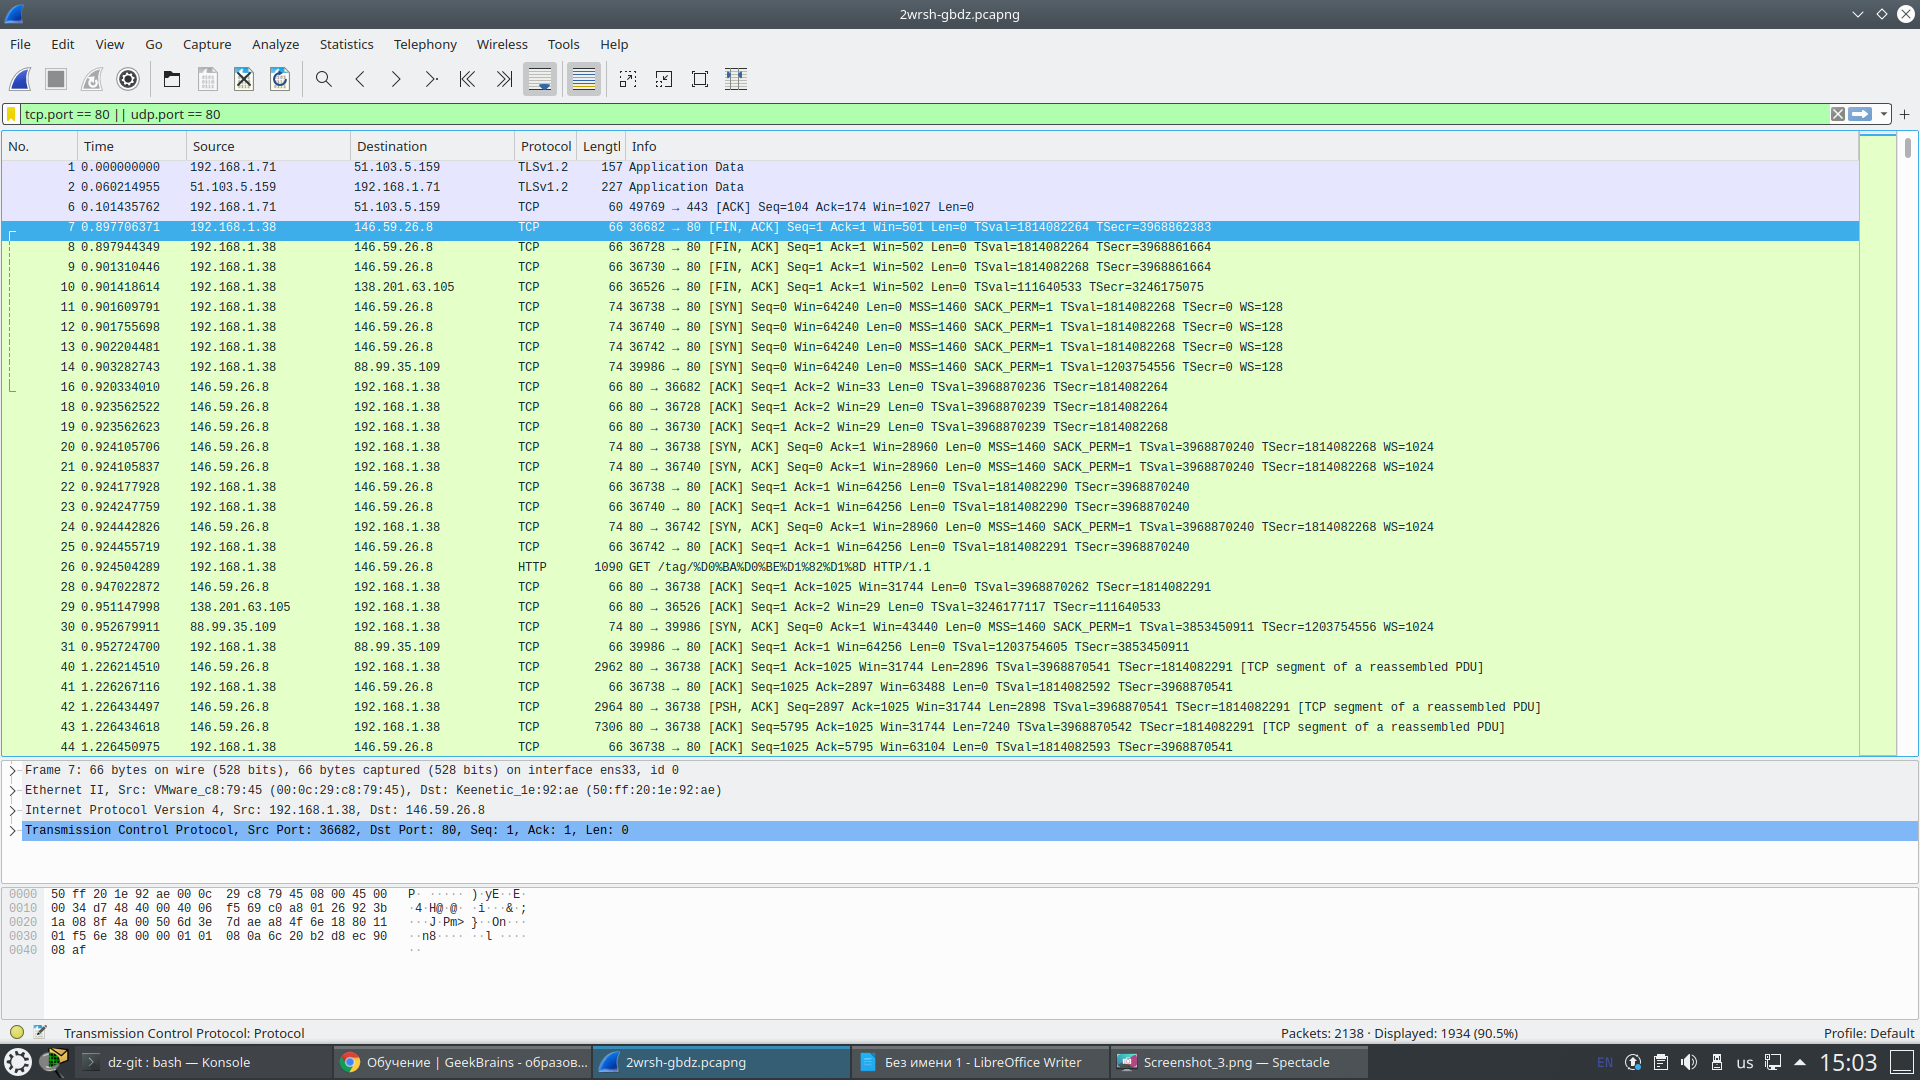 2wrsh-gbdz.pcapng
File Edit View Go Capture Analyze Statistics Telephony Wireless Tools Help
tcp.port == 80 || udp.port == 80
No. Time Source Destination Protocol Lengtl Info
1 0.000000000 192.168.1.71 51.103.5.159 TLSv1.2 157 Application Data
2 0.060214955 51.103.5.159 192.168.1.71 TLSv1.2 227 Application Data
6 0.101435762 192.168.1.71 51.103.5.159 TCP 60 49769 → 443 [ACK] Seq=104 Ack=174 Win=1027 Len=0
7 0.897706371 192.168.1.38 146.59.26.8 TCP 66 36682 → 80 [FIN, ACK] Seq=1 Ack=1 Win=501 Len=0 TSval=1814082264 TSecr=3968862383
8 0.897944349 192.168.1.38 146.59.26.8 TCP 66 36728 → 80 [FIN, ACK] Seq=1 Ack=1 Win=502 Len=0 TSval=1814082264 TSecr=3968861664
9 0.901310446 192.168.1.38 146.59.26.8 TCP 66 36730 → 80 [FIN, ACK] Seq=1 Ack=1 Win=502 Len=0 TSval=1814082268 TSecr=3968861664
10 0.901418614 192.168.1.38 138.201.63.105 TCP 66 36526 → 80 [FIN, ACK] Seq=1 Ack=1 Win=502 Len=0 TSval=111640533 TSecr=3246175075
11 0.901609791 192.168.1.38 146.59.26.8 TCP 74 36738 → 80 [SYN] Seq=0 Win=64240 Len=0 MSS=1460 SACK_PERM=1 TSval=1814082268 TSecr=0 WS=128
12 0.901755698 192.168.1.38 146.59.26.8 TCP 74 36740 → 80 [SYN] Seq=0 Win=64240 Len=0 MSS=1460 SACK_PERM=1 TSval=1814082268 TSecr=0 WS=128
13 0.902204481 192.168.1.38 146.59.26.8 TCP 74 36742 → 80 [SYN] Seq=0 Win=64240 Len=0 MSS=1460 SACK_PERM=1 TSval=1814082268 TSecr=0 WS=128
14 0.903282743 192.168.1.38 88.99.35.109 TCP 74 39986 → 80 [SYN] Seq=0 Win=64240 Len=0 MSS=1460 SACK_PERM=1 TSval=1203754556 TSecr=0 WS=128
16 0.920334010 146.59.26.8 192.168.1.38 TCP 66 80 → 36682 [ACK] Seq=1 Ack=2 Win=33 Len=0 TSval=3968870236 TSecr=1814082264
18 0.923562522 146.59.26.8 192.168.1.38 TCP 66 80 → 36728 [ACK] Seq=1 Ack=2 Win=29 Len=0 TSval=3968870239 TSecr=1814082264
19 0.923562623 146.59.26.8 192.168.1.38 TCP 66 80 → 36730 [ACK] Seq=1 Ack=2 Win=29 Len=0 TSval=3968870239 TSecr=1814082268
20 0.924105706 146.59.26.8 192.168.1.38 TCP 74 80 → 36738 [SYN, ACK] Seq=0 Ack=1 Win=28960 Len=0 MSS=1460 SACK_PERM=1 TSval=3968870240 TSecr=1814082268 WS=1024
21 0.924105837 146.59.26.8 192.168.1.38 TCP 74 80 → 36740 [SYN, ACK] Seq=0 Ack=1 Win=28960 Len=0 MSS=1460 SACK_PERM=1 TSval=3968870240 TSecr=1814082268 WS=1024
22 0.924177928 192.168.1.38 146.59.26.8 TCP 66 36738 → 80 [ACK] Seq=1 Ack=1 Win=64256 Len=0 TSval=1814082290 TSecr=3968870240
23 0.924247759 192.168.1.38 146.59.26.8 TCP 66 36740 → 80 [ACK] Seq=1 Ack=1 Win=64256 Len=0 TSval=1814082290 TSecr=3968870240
24 0.924442826 146.59.26.8 192.168.1.38 TCP 74 80 → 36742 [SYN, ACK] Seq=0 Ack=1 Win=28960 Len=0 MSS=1460 SACK_PERM=1 TSval=3968870240 TSecr=1814082268 WS=1024
25 0.924455719 192.168.1.38 146.59.26.8 TCP 66 36742 → 80 [ACK] Seq=1 Ack=1 Win=64256 Len=0 TSval=1814082291 TSecr=3968870240
26 0.924504289 192.168.1.38 146.59.26.8 HTTP 1090 GET /tag/%D0%BA%D0%BE%D1%82%D1%8D HTTP/1.1
28 0.947022872 146.59.26.8 192.168.1.38 TCP 66 80 → 36738 [ACK] Seq=1 Ack=1025 Win=31744 Len=0 TSval=3968870262 TSecr=1814082291
29 0.951147998 138.201.63.105 192.168.1.38 TCP 66 80 → 36526 [ACK] Seq=1 Ack=2 Win=29 Len=0 TSval=3246177117 TSecr=111640533
30 0.952679911 88.99.35.109 192.168.1.38 TCP 74 80 → 39986 [SYN, ACK] Seq=0 Ack=1 Win=43440 Len=0 MSS=1460 SACK_PERM=1 TSval=3853450911 TSecr=1203754556 WS=1024
31 0.952724700 192.168.1.38 88.99.35.109 TCP 66 39986 → 80 [ACK] Seq=1 Ack=1 Win=64256 Len=0 TSval=1203754605 TSecr=3853450911
40 1.226214510 146.59.26.8 192.168.1.38 TCP 2962 80 → 36738 [ACK] Seq=1 Ack=1025 Win=31744 Len=2896 TSval=3968870541 TSecr=1814082291 [TCP segment of a reassembled PDU]
41 1.226267116 192.168.1.38 146.59.26.8 TCP 66 36738 → 80 [ACK] Seq=1025 Ack=2897 Win=63488 Len=0 TSval=1814082592 TSecr=3968870541
42 1.226434497 146.59.26.8 192.168.1.38 TCP 2964 80 → 36738 [PSH, ACK] Seq=2897 Ack=1025 Win=31744 Len=2898 TSval=3968870541 TSecr=1814082291 [TCP segment of a reassembled PDU]
43 1.226434618 146.59.26.8 192.168.1.38 TCP 7306 80 → 36738 [ACK] Seq=5795 Ack=1025 Win=31744 Len=7240 TSval=3968870542 TSecr=1814082291 [TCP segment of a reassembled PDU]
44 1.226450975 192.168.1.38 146.59.26.8 TCP 66 36738 → 80 [ACK] Seq=1025 Ack=5795 Win=63104 Len=0 TSval=1814082593 TSecr=3968870541
Frame 7: 66 bytes on wire (528 bits), 66 bytes captured (528 bits) on interface ens33, id 0
Ethernet II, Src: VMware_c8:79:45 (00:0c:29:c8:79:45), Dst: Keenetic_1e:92:ae (50:ff:20:1e:92:ae)
Internet Protocol Version 4, Src: 192.168.1.38, Dst: 146.59.26.8
Transmission Control Protocol, Src Port: 36682, Dst Port: 80, Seq: 1, Ack: 1, Len: 0
0000 50 ff 20 1e 92 ae 00 0c 29 c8 79 45 08 00 45 00 P· ····· )·yE··E·
0010 00 34 d7 48 40 00 40 06 f5 69 c0 a8 01 26 92 3b ·4·H@·@· ·i···&·;
0020 1a 08 8f 4a 00 50 6d 3e 7d ae a8 4f 6e 18 80 11 ···J·Pm> }··On···
0030 01 f5 6e 38 00 00 01 01 08 0a 6c 20 b2 d8 ec 90 ··n8···· ··l ····
0040 08 af ··
Transmission Control Protocol: Protocol Packets: 2138 · Displayed: 1934 (90.5%) Profile: Default
dz-git : bash — Konsole Обучение | GeekBrains - образов... 2wrsh-gbdz.pcapng Без имени 1 - LibreOffice Writer Screenshot_3.png — Spectacle EN us 15:03